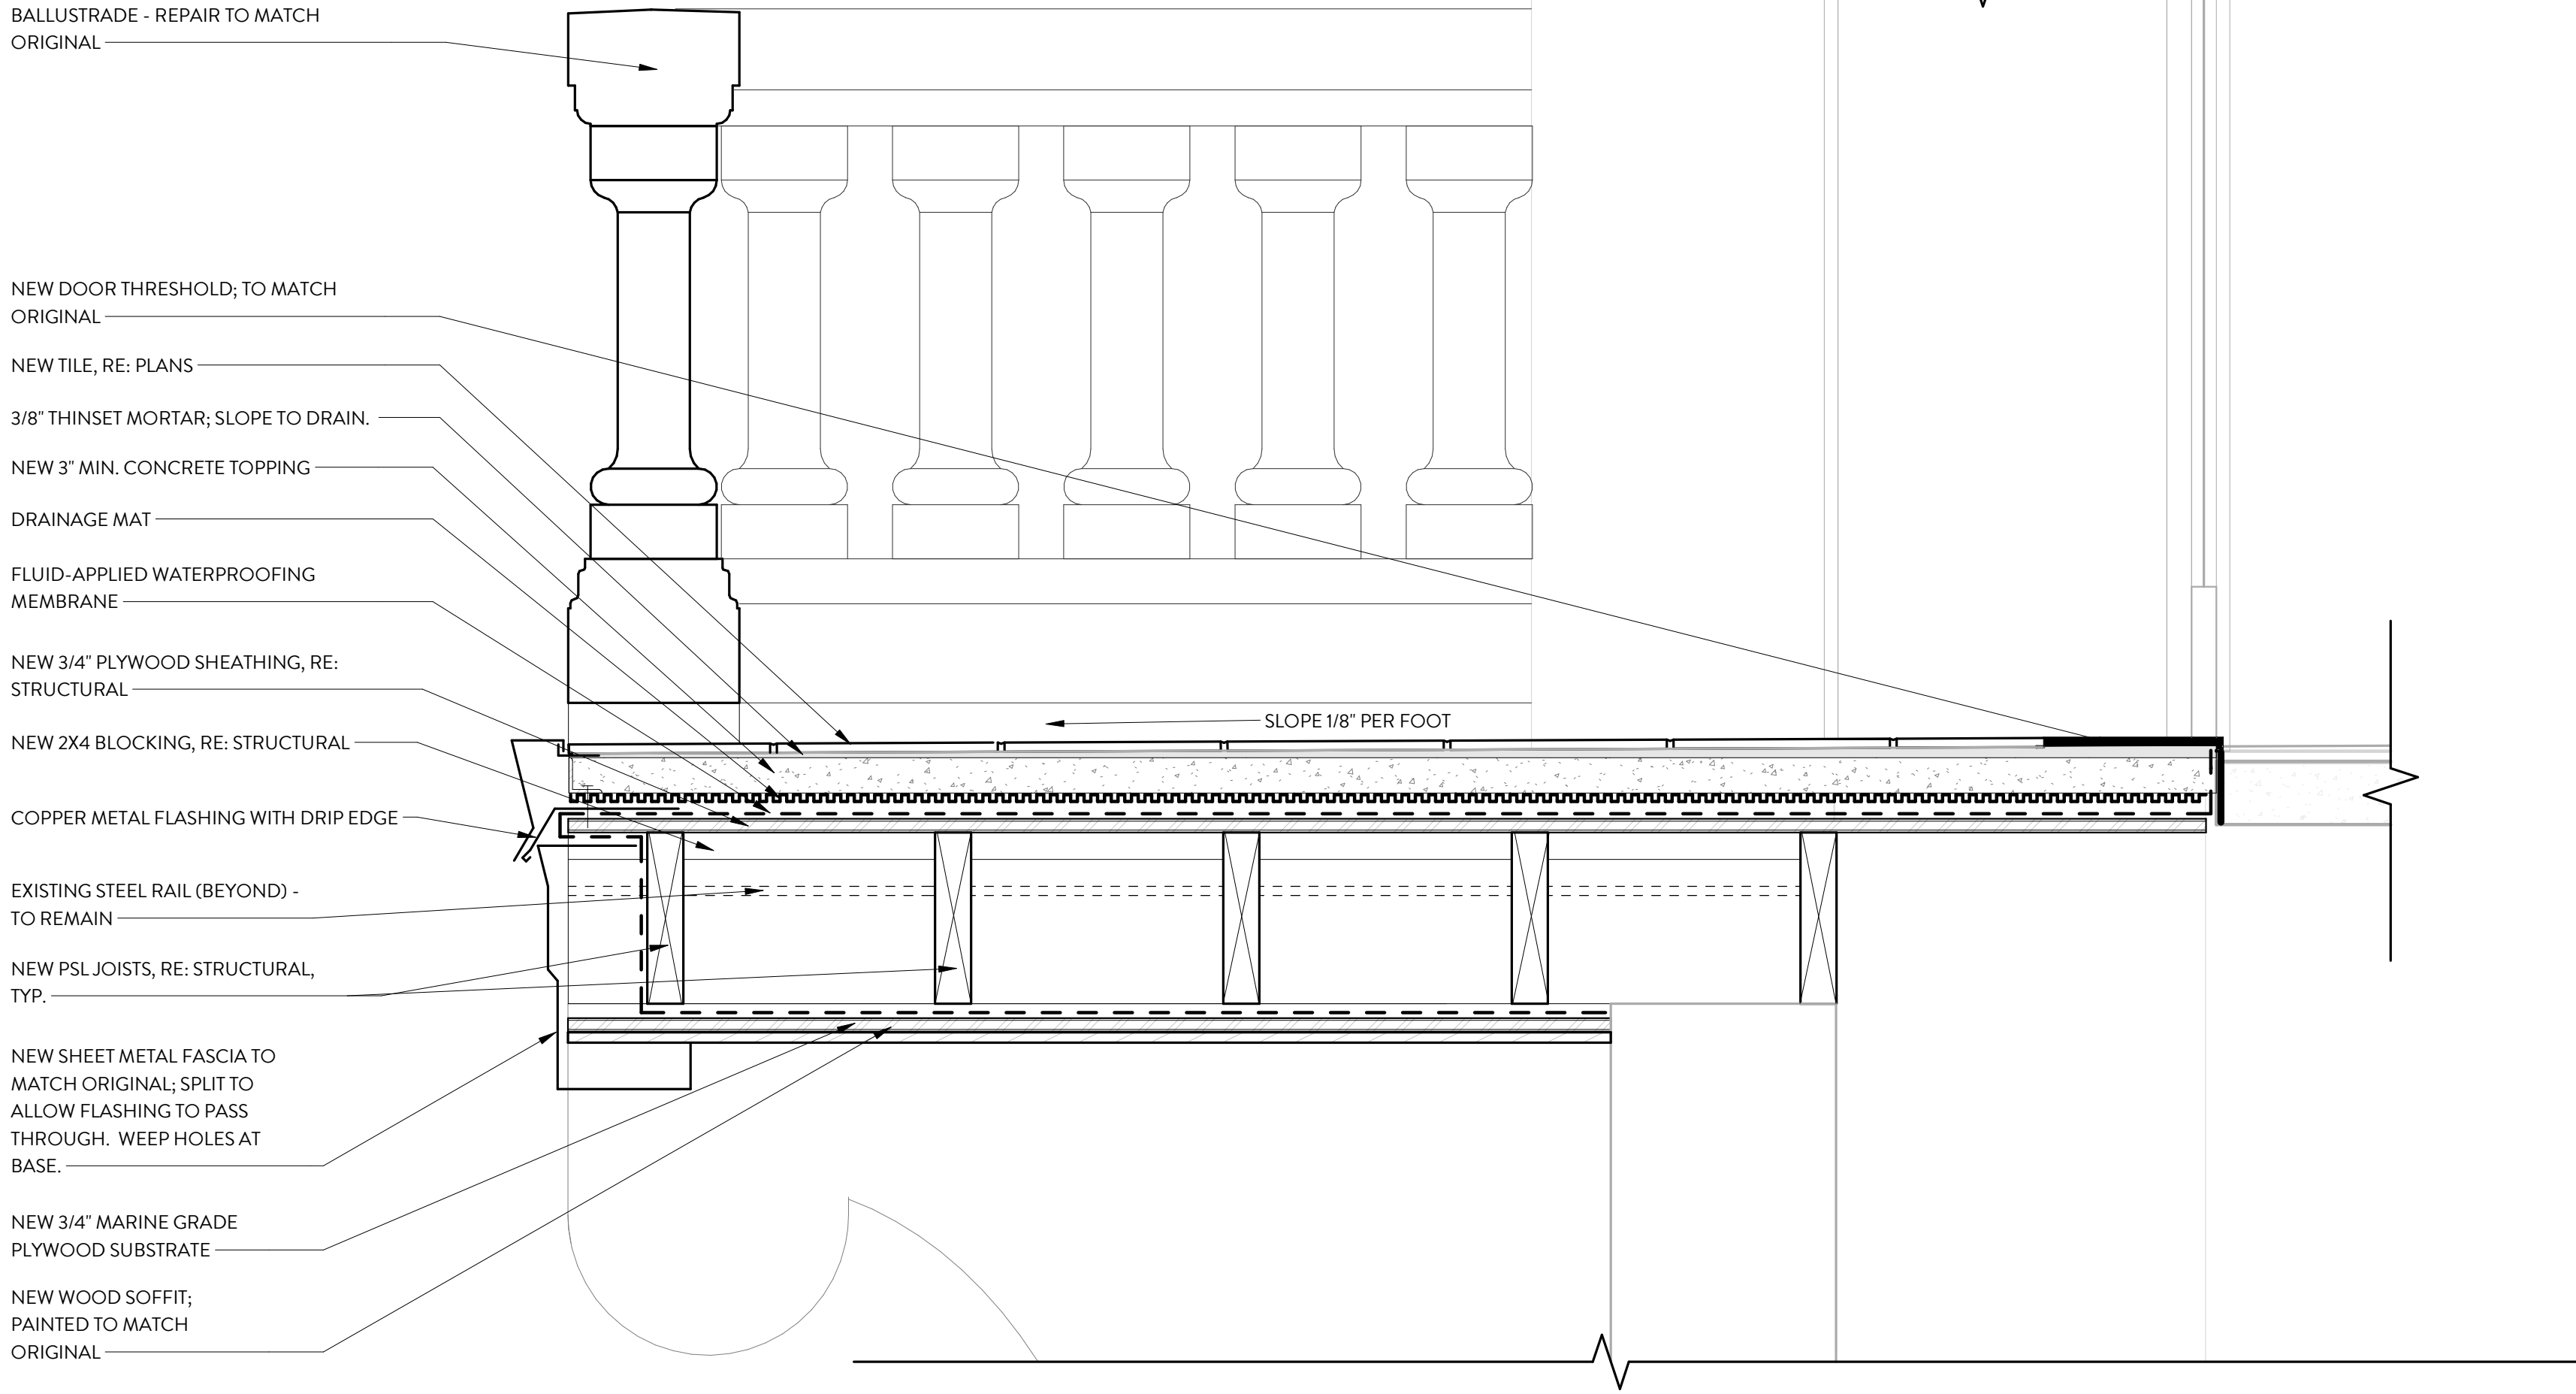 BALLUSTRADE - REPAIR TO MATCH
ORIGINAL
NEW DOOR THRESHOLD; TO MATCH
ORIGINAL
NEW TILE, RE: PLANS
3/8" THINSET MORTAR; SLOPE TO DRAIN.
NEW 3" MIN. CONCRETE TOPPING
DRAINAGE MAT
FLUID-APPLIED WATERPROOFING
MEMBRANE
NEW 3/4" PLYWOOD SHEATHING, RE:
STRUCTURAL
SLOPE 1/8" PER FOOT
NEW 2X4 BLOCKING, RE: STRUCTURAL
COPPER METAL FLASHING WITH DRIP EDGE
EXISTING STEEL RAIL (BEYOND) -
TO REMAIN
NEW PSL JOISTS, RE: STRUCTURAL,
TYP.
NEW SHEET METAL FASCIA TO
MATCH ORIGINAL; SPLIT TO
ALLOW FLASHING TO PASS
THROUGH.  WEEP HOLES AT
BASE.
NEW 3/4" MARINE GRADE
PLYWOOD SUBSTRATE
NEW WOOD SOFFIT;
PAINTED TO MATCH
ORIGINAL